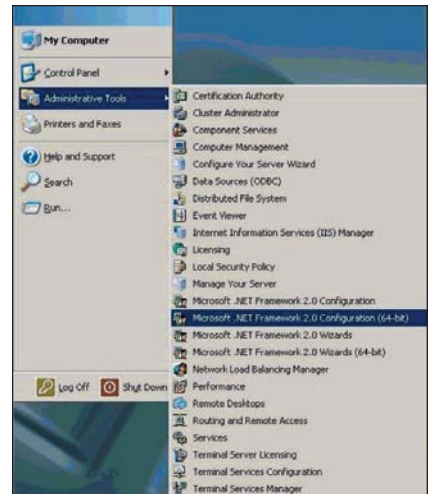 My Computer
Control Panel
Administrative Tools
Printers and Faxes
Help and Support
Search
Run...
Log Off
Shut Down
Certification Authority
Cluster Administrator
Component Services
Computer Management
Configure Your Server Wizard
Data Sources (ODBC)
Distributed File System
Event Viewer
Internet Information Services (IIS) Manager
Licensing
Local Security Policy
Manage Your Server
Microsoft .NET Framework 2.0 Configuration
Microsoft .NET Framework 2.0 Configuration (64-bit)
Microsoft .NET Framework 2.0 Wizards
Microsoft .NET Framework 2.0 Wizards (64-bit)
Network Load Balancing Manager
Performance
Remote Desktops
Routing and Remote Access
Services
Terminal Server Licensing
Terminal Services Configuration
Terminal Services Manager